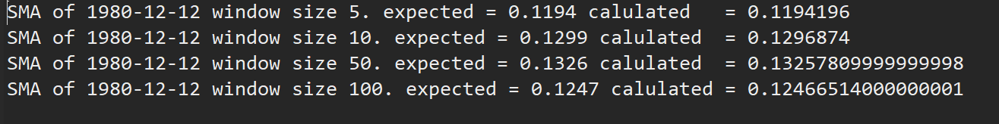 SMA of 1980-12-12 window size 5. expected = 0.1194 calulated   = 0.1194196
SMA of 1980-12-12 window size 10. expected = 0.1299 calulated  = 0.1296874
SMA of 1980-12-12 window size 50. expected = 0.1326 calulated  = 0.13257809999999998
SMA of 1980-12-12 window size 100. expected = 0.1247 calulated = 0.12466514000000001